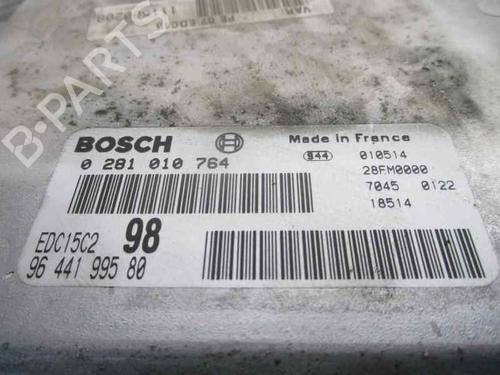 B-PARTS
BOSCH
Made in France
0 281 010 764
944 010514
28FM0000
7045 0122
18514
EDC15C2 98
96 441 995 80